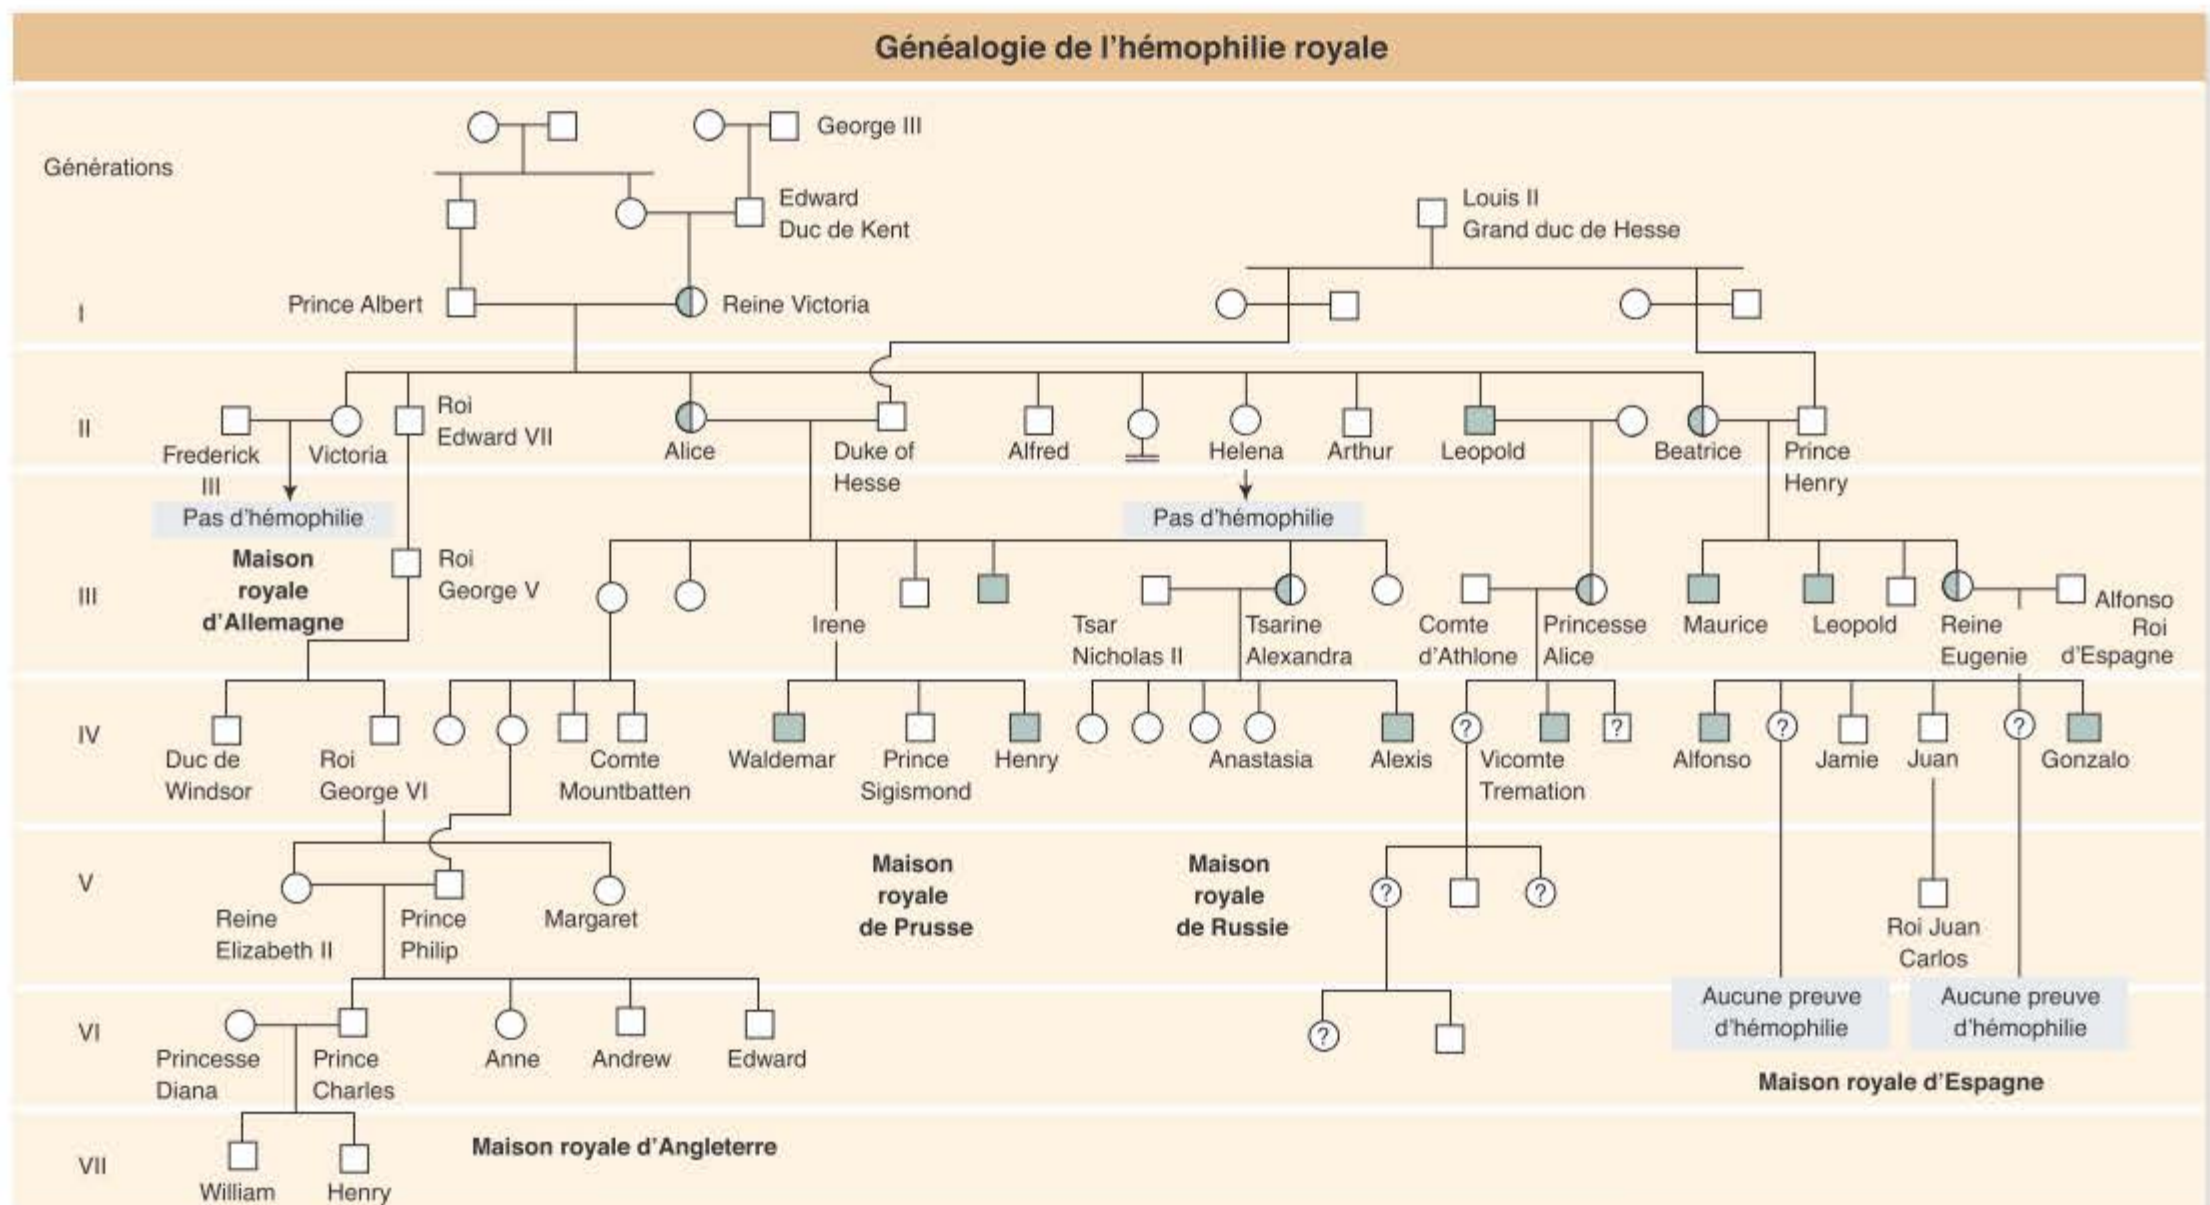 Généalogie de l'hémophilie royale
George III
Générations
Edward
Duc de Kent
Louis II
Grand duc de Hesse
I
Prince Albert
Reine Victoria
II
Frederick
III
Victoria
Roi
Edward VII
Alice
Duke of
Hesse
Alfred
Helena
Arthur
Leopold
Beatrice
Prince
Henry
Pas d'hémophilie
Pas d'hémophilie
III
Maison
royale
d'Allemagne
Roi
George V
Irene
Tsar
Nicholas II
Tsarine
Alexandra
Comte
d'Athlone
Princesse
Alice
Maurice
Leopold
Reine
Eugenie
Alfonso
Roi
d'Espagne
IV
Duc de
Windsor
Roi
George VI
Comte
Mountbatten
Waldemar
Prince
Sigismond
Henry
Anastasia
Alexis
?
Vicomte
Tremation
?
Alfonso
?
Jamie
Juan
?
Gonzalo
V
Reine
Elizabeth II
Prince
Philip
Margaret
Maison
royale
de Prusse
Maison
royale
de Russie
?
?
Roi Juan
Carlos
VI
Princesse
Diana
Prince
Charles
Anne
Andrew
Edward
?
Aucune preuve
d'hémophilie
Aucune preuve
d'hémophilie
Maison royale d'Espagne
VII
William
Henry
Maison royale d'Angleterre